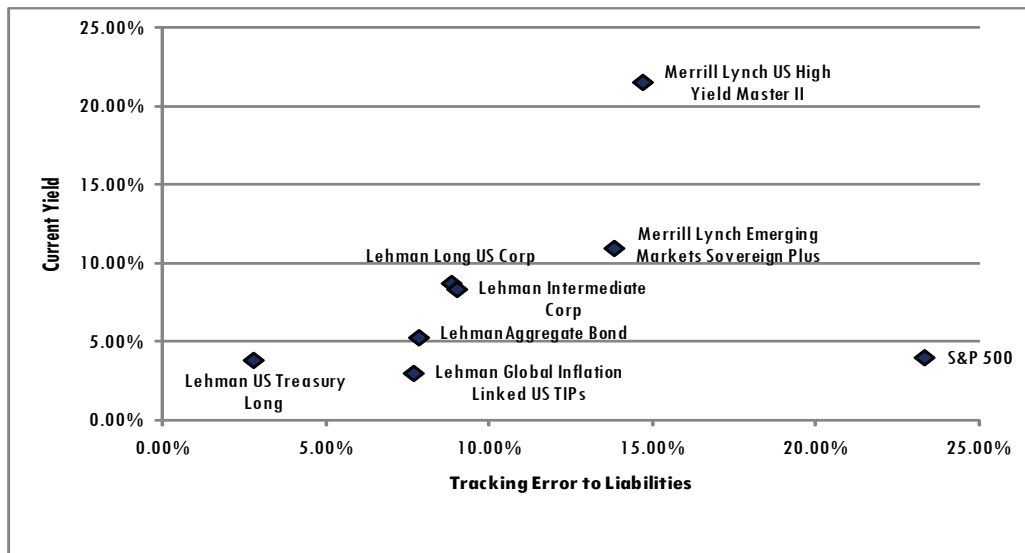 25.00%
Merrill Lynch US High
Yield Master II
20.00%
15.00%
Current Yield
Merrill Lynch Emerging
Markets Sovereign Plus
Lehman Long US Corp
10.00%
Lehman Intermediate
Corp
Lehman Aggregate Bond
5.00%
S&P 500
Lehman US Treasury
Long
Lehman Global Inflation
Linked US TIPs
0.00%
0.00% 5.00% 10.00% 15.00% 20.00% 25.00%
Tracking Error to Liabilities